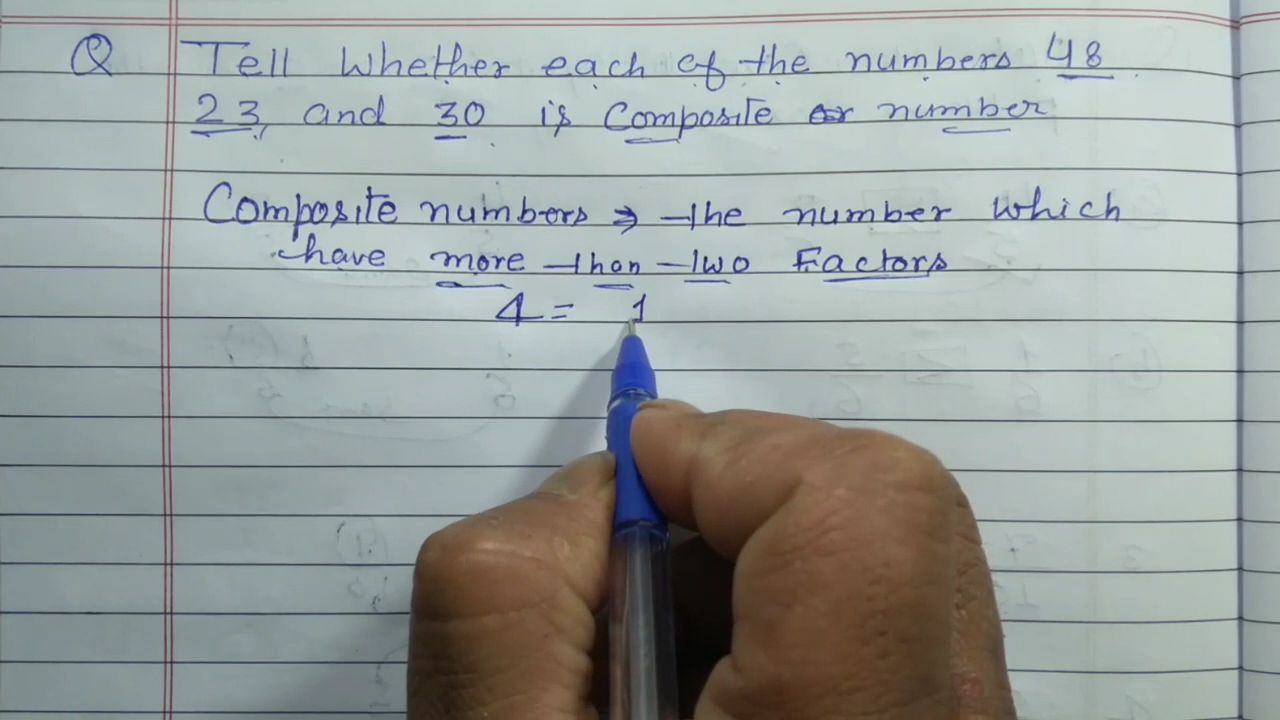 Q Tell whether each of the numbers 48
23, and 30 is Composite or number
Composite numbers ⇒ the number which
have more than two Factors
4 = 1